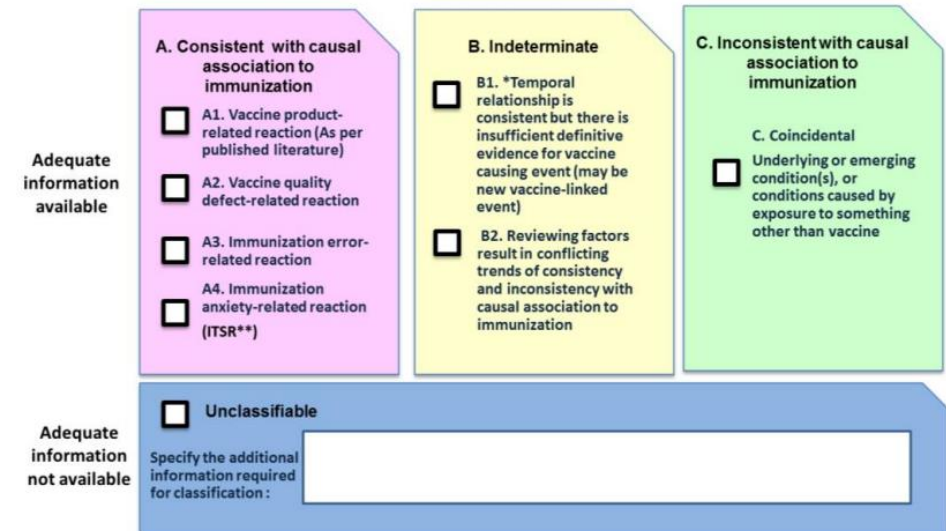 A. Consistent with causal
association to
immunization
A1. Vaccine product-
related reaction (As per
published literature)
A2. Vaccine quality
defect-related reaction
A3. Immunization error-
related reaction
A4. Immunization
anxiety-related reaction
(ITSR**)
B. Indeterminate
B1. *Temporal
relationship is
consistent but there is
insufficient definitive
evidence for vaccine
causing event (may be
new vaccine-linked
event)
B2. Reviewing factors
result in conflicting
trends of consistency
and inconsistency with
causal association to
immunization
C. Inconsistent with causal
association to
immunization
C. Coincidental
Underlying or emerging
condition(s), or
conditions caused by
exposure to something
other than vaccine
Adequate
information
available
Adequate
information
not available
Unclassifiable
Specify the additional
information required
for classification :